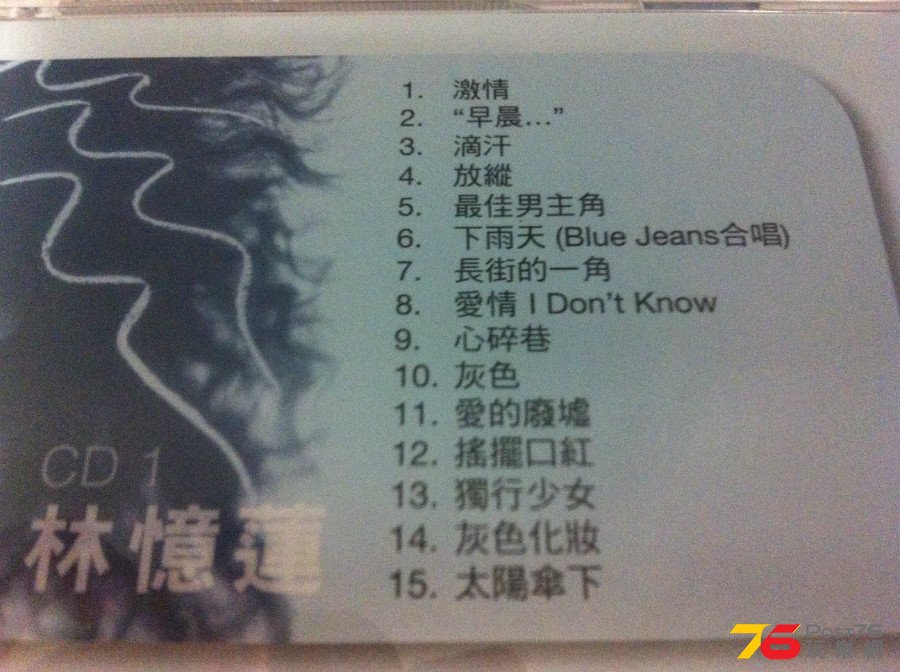 1. 激情
2. “早晨...”
3. 滴汗
4. 放縱
5. 最佳男主角
6. 下雨天 (Blue Jeans合唱)
7. 長街的一角
8. 愛情 I Don't Know
9. 心碎巷
10. 灰色
11. 愛的廢墟
12. 搖擺口紅
13. 獨行少女
14. 灰色化妝
15. 太陽傘下
CD 1
林憶蓮
76 Post76